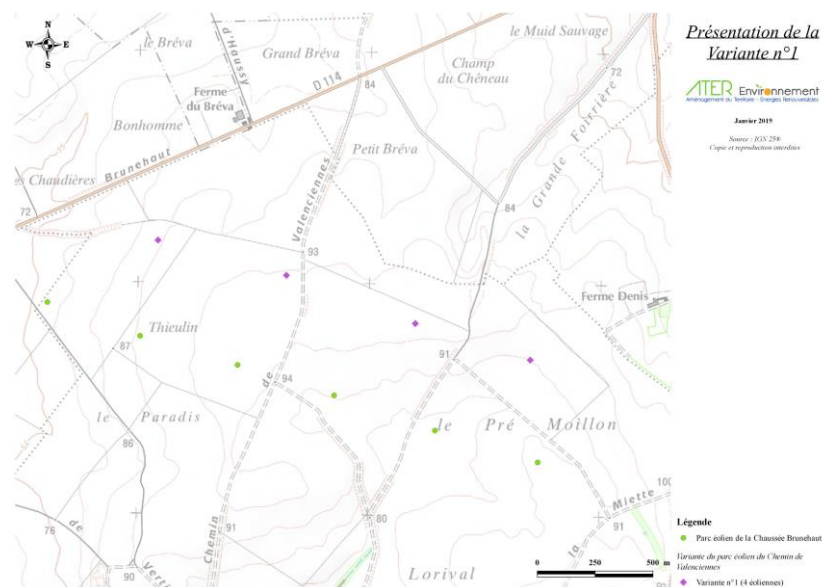 N
W E
S
le Bréva
d'Haussy
Grand Bréva
le Muid Sauvage
Champ
du Chêneau
72
D 114
84
Ferme
du Bréva
Bonhomme
Petit Bréva
la Grande Foirrière
Brunehaut
es Chaudières
72
Valenciennes
84
93
Ferme Denis
Thieulin
87
91
de
94
le Paradis
le Pré Moillon
86
76
de
Chemin
91
80
la Miette
100
91
90
Verti
Lorival
0 250 500 m
Présentation de la
Variante n°1
ATER Environnement
Aménagement du Territoire - Energies Renouvelables
Janvier 2019
Source : IGN 25®
Copie et reproduction interdites
Légende
Parc éolien de la Chaussée Brunehaut
Variante du parc éolien du Chemin de
Valenciennes
Variante n°1 (4 éoliennes)